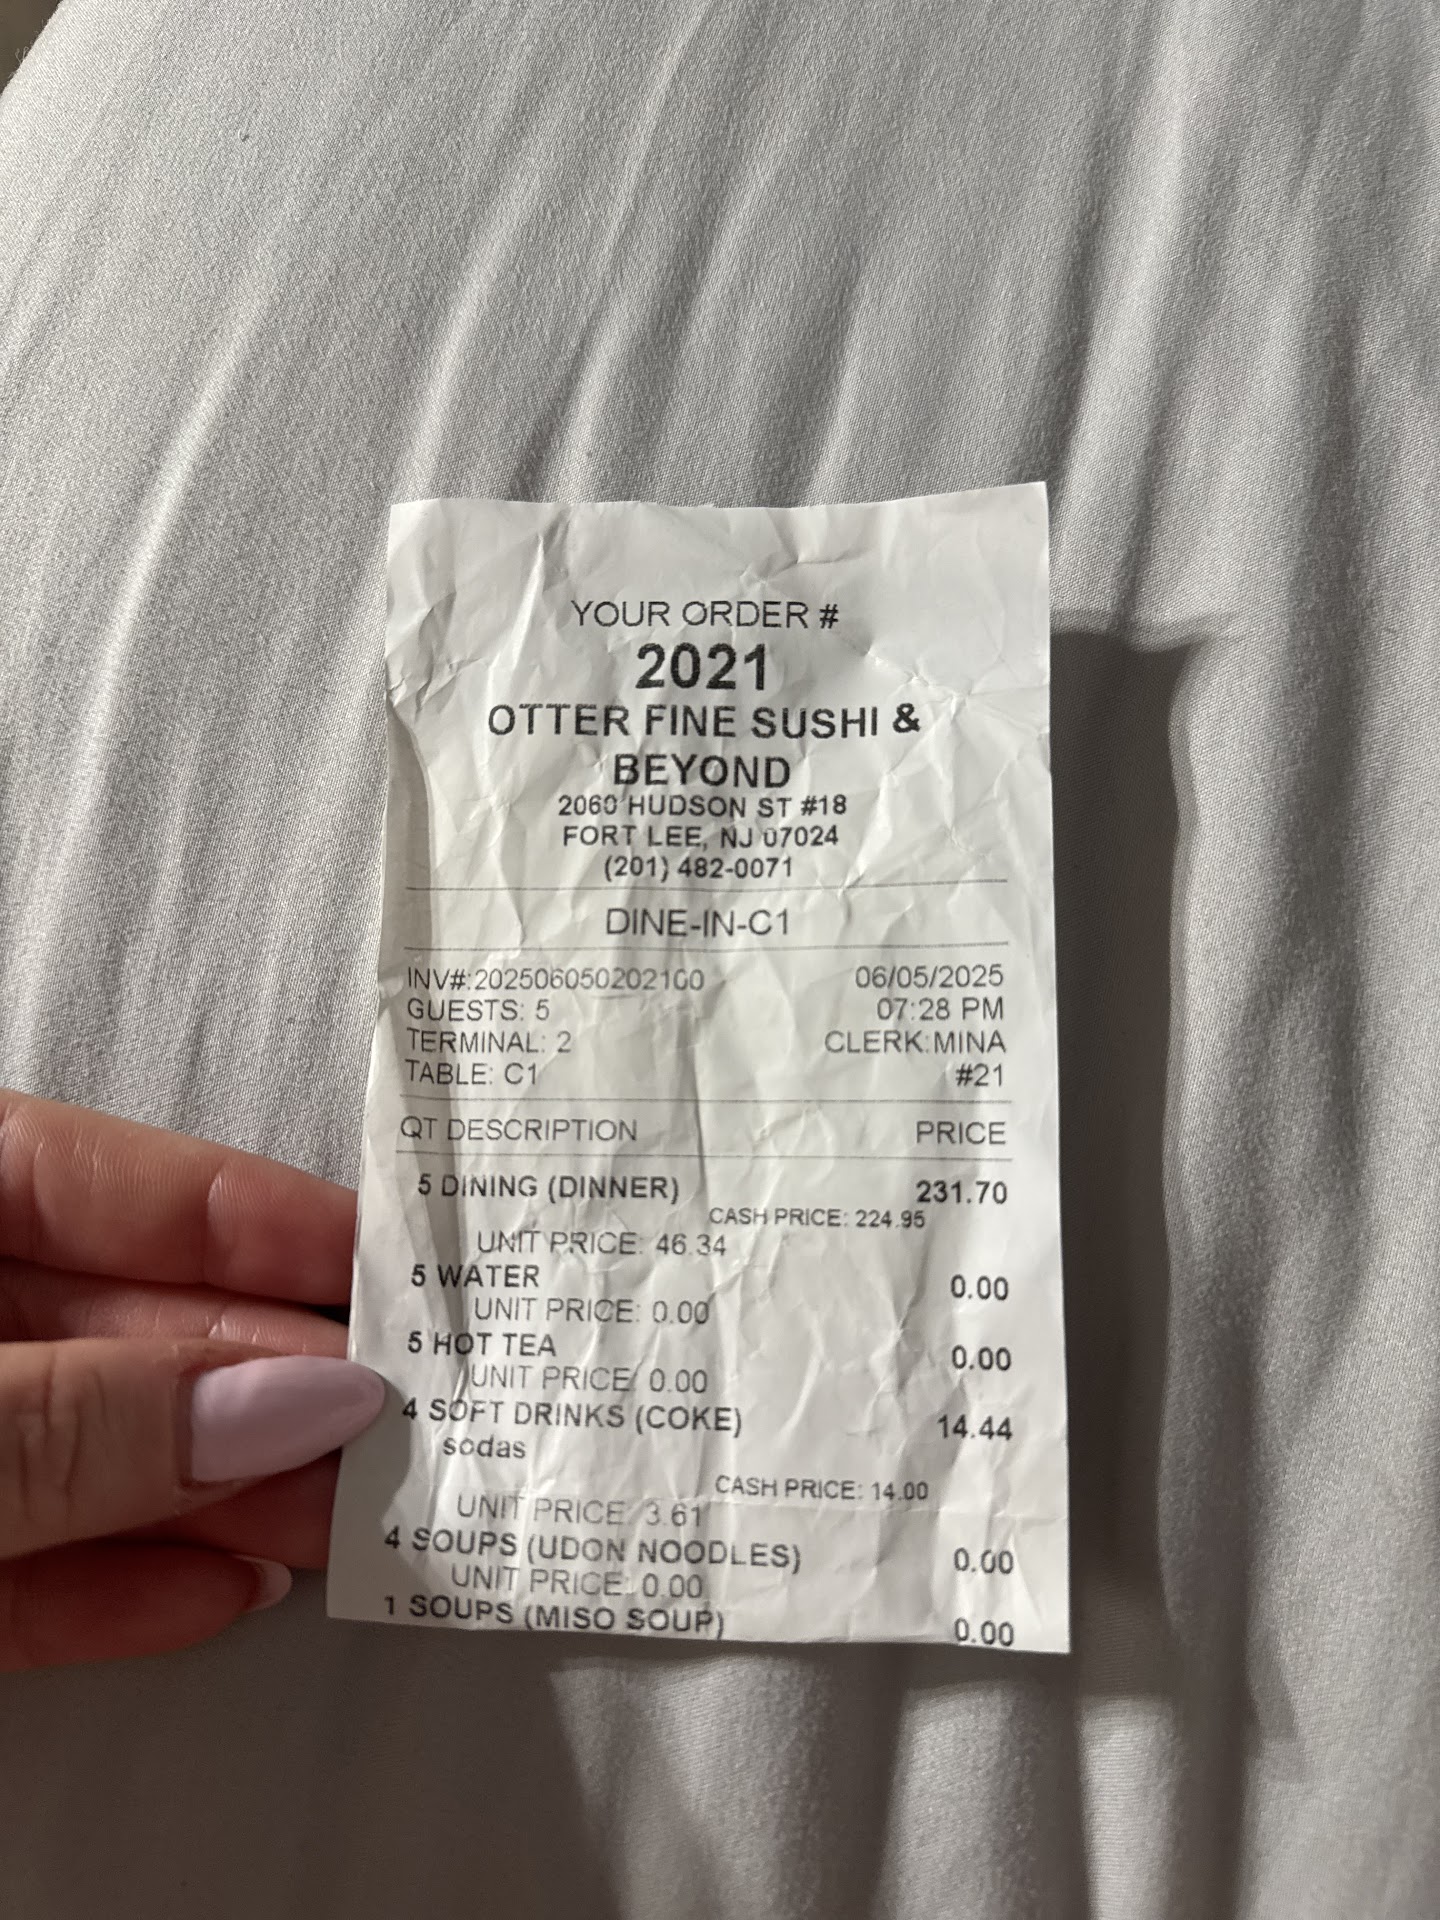 YOUR ORDER #
2021
OTTER FINE SUSHI &
BEYOND
2060 HUDSON ST #18
FORT LEE, NJ 07024
(201) 482-0071
DINE-IN-C1
INV#:202506050202100 06/05/2025
GUESTS: 5 07:28 PM
TERMINAL: 2 CLERK:MINA
TABLE: C1 #21
QT DESCRIPTION PRICE
5 DINING (DINNER) 231.70
CASH PRICE: 224.95
UNIT PRICE: 46.34
5 WATER 0.00
UNIT PRICE: 0.00
5 HOT TEA 0.00
UNIT PRICE: 0.00
4 SOFT DRINKS (COKE) 14.44
sodas
CASH PRICE: 14.00
UNIT PRICE: 3.61
4 SOUPS (UDON NOODLES) 0.00
UNIT PRICE: 0.00
1 SOUPS (MISO SOUP) 0.00